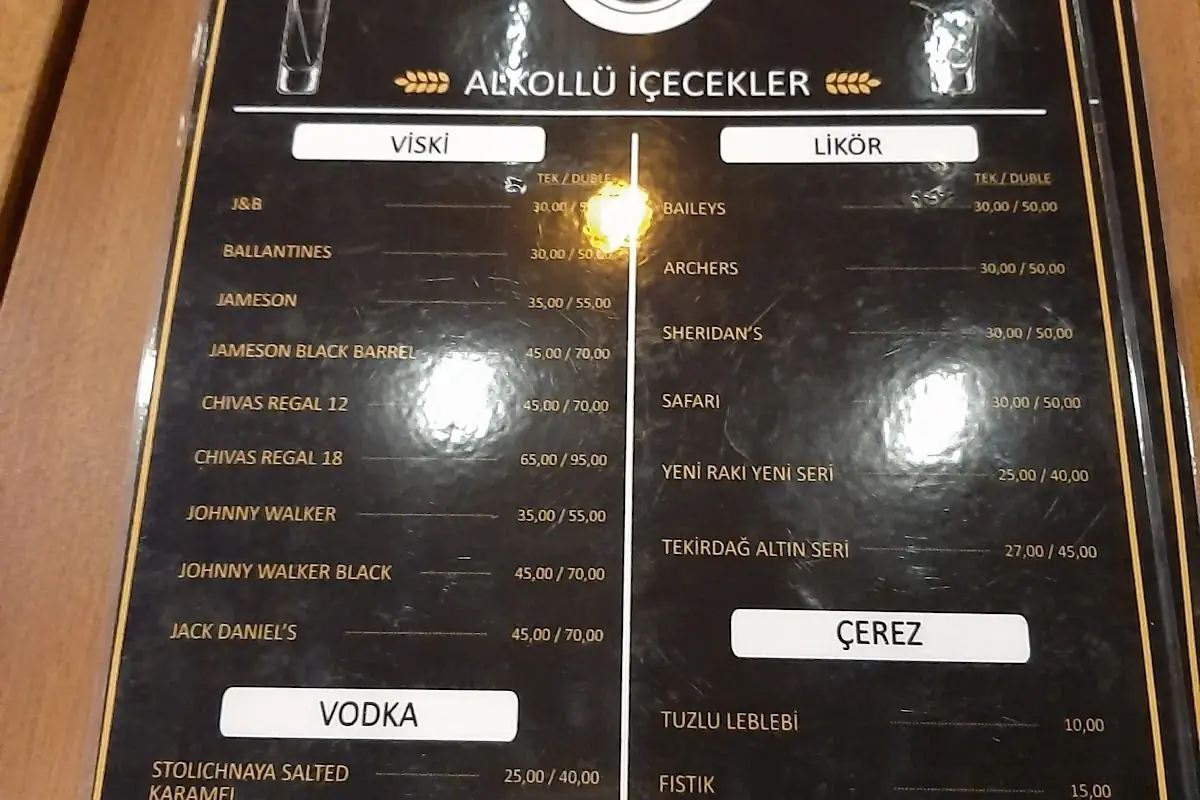 ALKOLLÜ İÇECEKLER
VİSKİ
TEK / DUBLE
J&B 30,00 /
BALLANTINES 30,00 / 50,00
JAMESON 35,00 / 55,00
JAMESON BLACK BARREL 45,00 / 70,00
CHIVAS REGAL 12 45,00 / 70,00
CHIVAS REGAL 18 65,00 / 95,00
JOHNNY WALKER 35,00 / 55,00
JOHNNY WALKER BLACK 45,00 / 70,00
JACK DANIEL'S 45,00 / 70,00
VODKA
STOLICHNAYA SALTED 25,00 / 40,00
KARAMEL
LİKÖR
TEK / DUBLE
BAILEYS 30,00 / 50,00
ARCHERS 30,00 / 50,00
SHERIDAN'S 30,00 / 50,00
SAFARI 30,00 / 50,00
YENİ RAKI YENİ SERİ 25,00 / 40,00
TEKİRDAĞ ALTIN SERİ 27,00 / 45,00
ÇEREZ
TUZLU LEBLEBİ 10,00
FISTIK 15,00